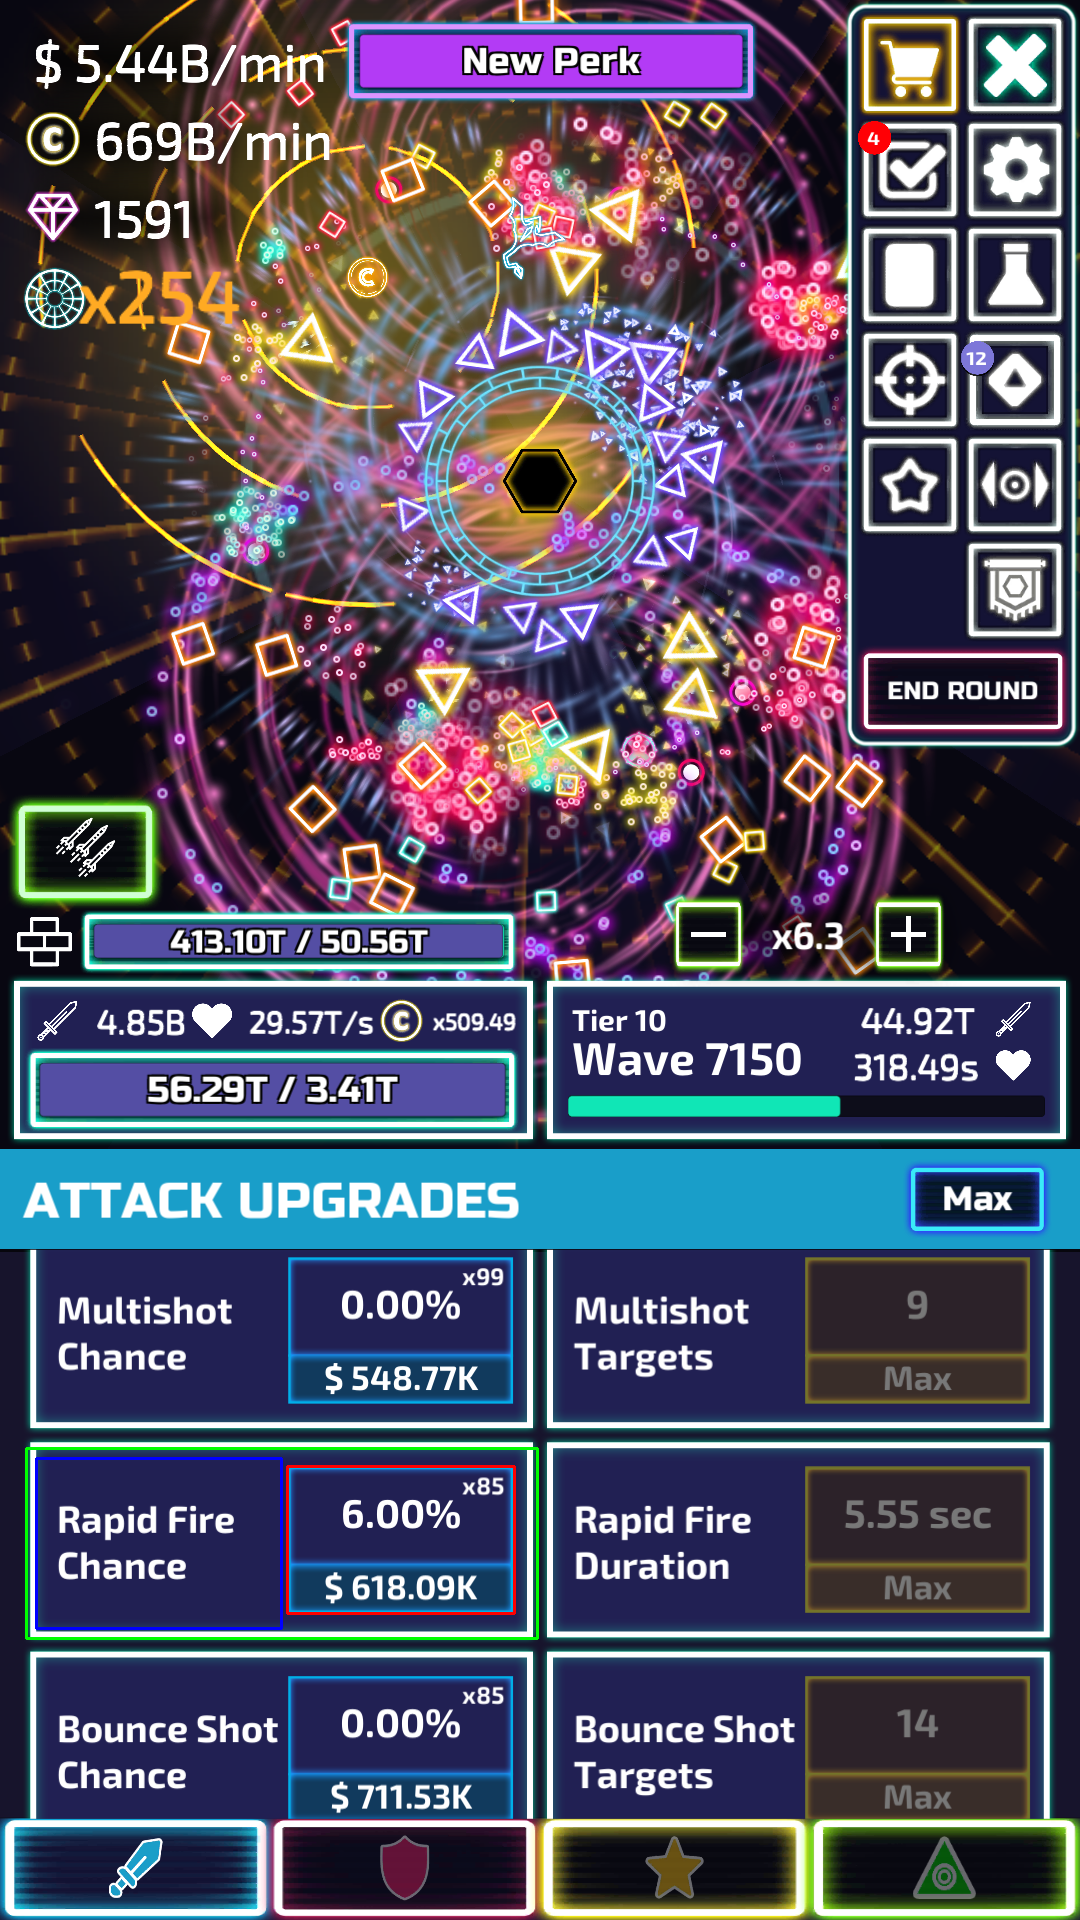 $ 5.44B/min
New Perk
C 669B/min
4
1591
x254
C
12
END ROUND
413.10T / 50.56T
x6.3
4.85B 29.57T/s C x509.49
56.29T / 3.41T
Tier 10
44.92T
Wave 7150
318.49s
ATTACK UPGRADES
Max
Multishot
Chance
x99
0.00%
$ 548.77K
Multishot
Targets
9
Max
Rapid Fire
Chance
x85
6.00%
$ 618.09K
Rapid Fire
Duration
5.55 sec
Max
Bounce Shot
Chance
x85
0.00%
$ 711.53K
Bounce Shot
Targets
14
Max